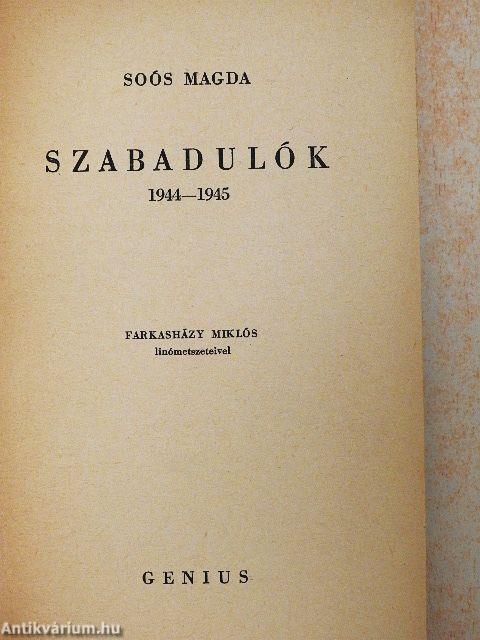 SOÓS MAGDA
SZABADULÓK
1944—1945
FARKASHÁZY MIKLÓS
linómetszeteivel
GENIUS
Antikvárium.hu